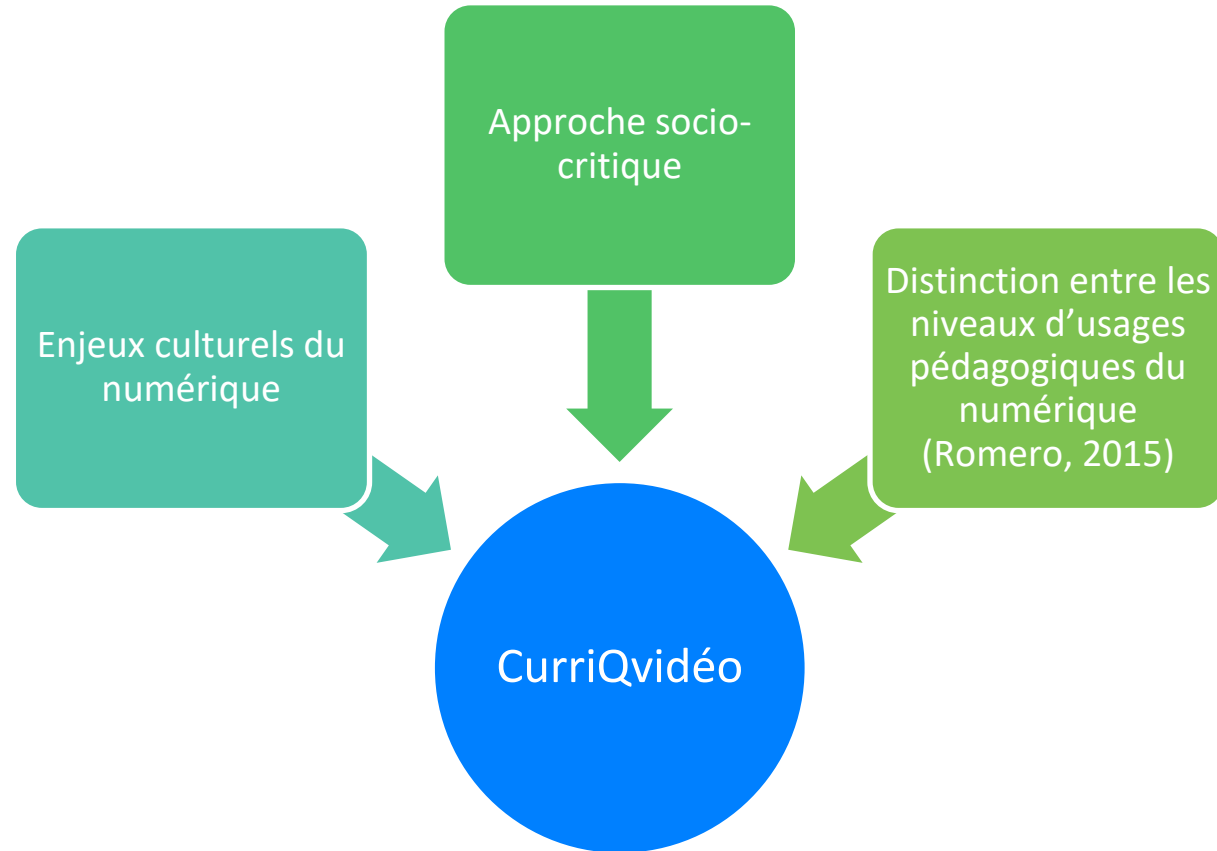 Approche socio-
critique
Enjeux culturels du
numérique
Distinction entre les
niveaux d’usages
pédagogiques du
numérique
(Romero, 2015)
CurriQvidéo